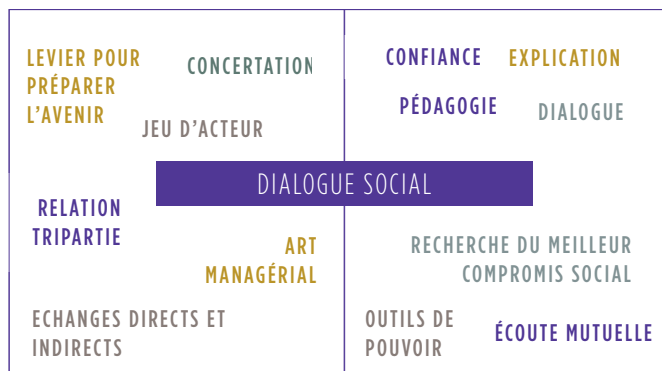 LEVIER POUR
PRÉPARER
L'AVENIR
CONCERTATION
JEU D'ACTEUR
CONFIANCE
EXPLICATION
PÉDAGOGIE
DIALOGUE
DIALOGUE SOCIAL
RELATION
TRIPARTIE
ART
MANAGÉRIAL
ECHANGES DIRECTS ET
INDIRECTS
RECHERCHE DU MEILLEUR
COMPROMIS SOCIAL
OUTILS DE
POUVOIR
ÉCOUTE MUTUELLE